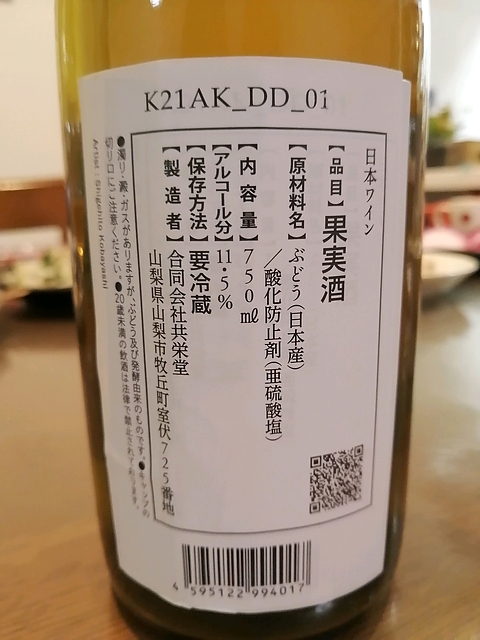 K21AK_DD_01
日本ワイン
【品目】果実酒
【原材料名】ぶどう(日本産)
／酸化防止剤(亜硫酸塩)
【内容量】750㎖
【アルコール分】11・5%
【保存方法】要冷蔵
【製造者】合同会社共栄堂
山梨県山梨市牧丘町室伏725番地
●濁り・澱・ガスがありますが、ぶどう及び発酵由来のものです。●キャップの
切り口にご注意ください。●20歳未満の飲酒は法律で禁止されております。
Artist : Shigehito Kobayashi
4 595122 994017